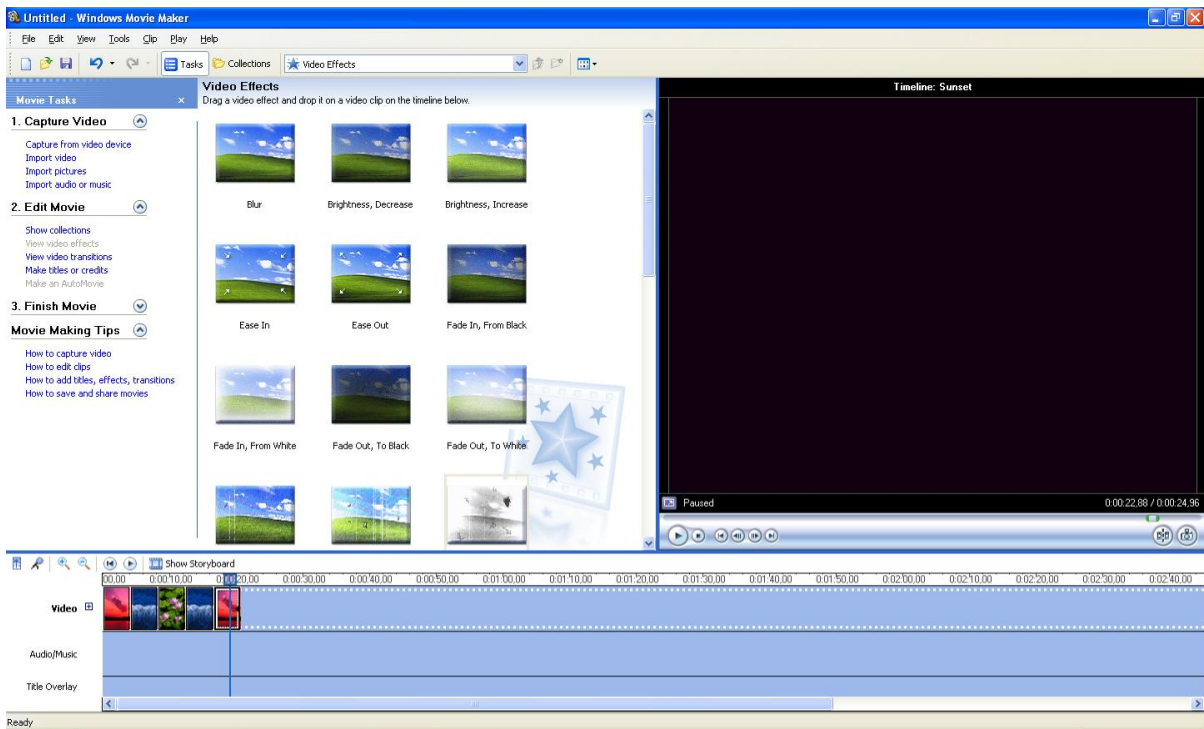 Untitled - Windows Movie Maker
File Edit View Tools Clip Play Help
Tasks Collections Video Effects
Movie Tasks
1. Capture Video
Capture from video device
Import video
Import pictures
Import audio or music
2. Edit Movie
Show collections
View video effects
View video transitions
Make titles or credits
Make an AutoMovie
3. Finish Movie
Movie Making Tips
How to capture video
How to edit clips
How to add titles, effects, transitions
How to save and share movies
Video Effects
Drag a video effect and drop it on a video clip on the timeline below.
Blur Brightness, Decrease Brightness, Increase
Ease In Ease Out Fade In, From Black
Fade In, From White Fade Out, To Black Fade Out, To White
Timeline: Sunset
Paused 0:00:22,88 / 0:00:24,96
Show Storyboard
00,00 0:00:10,00 20,00 0:00:30,00 0:00:40,00 0:00:50,00 0:01:00,00 0:01:10,00 0:01:20,00 0:01:30,00 0:01:40,00 0:01:50,00 0:02:00,00 0:02:10,00 0:02:20,00 0:02:30,00 0:02:40,00
Video
Audio/Music
Title Overlay
Ready